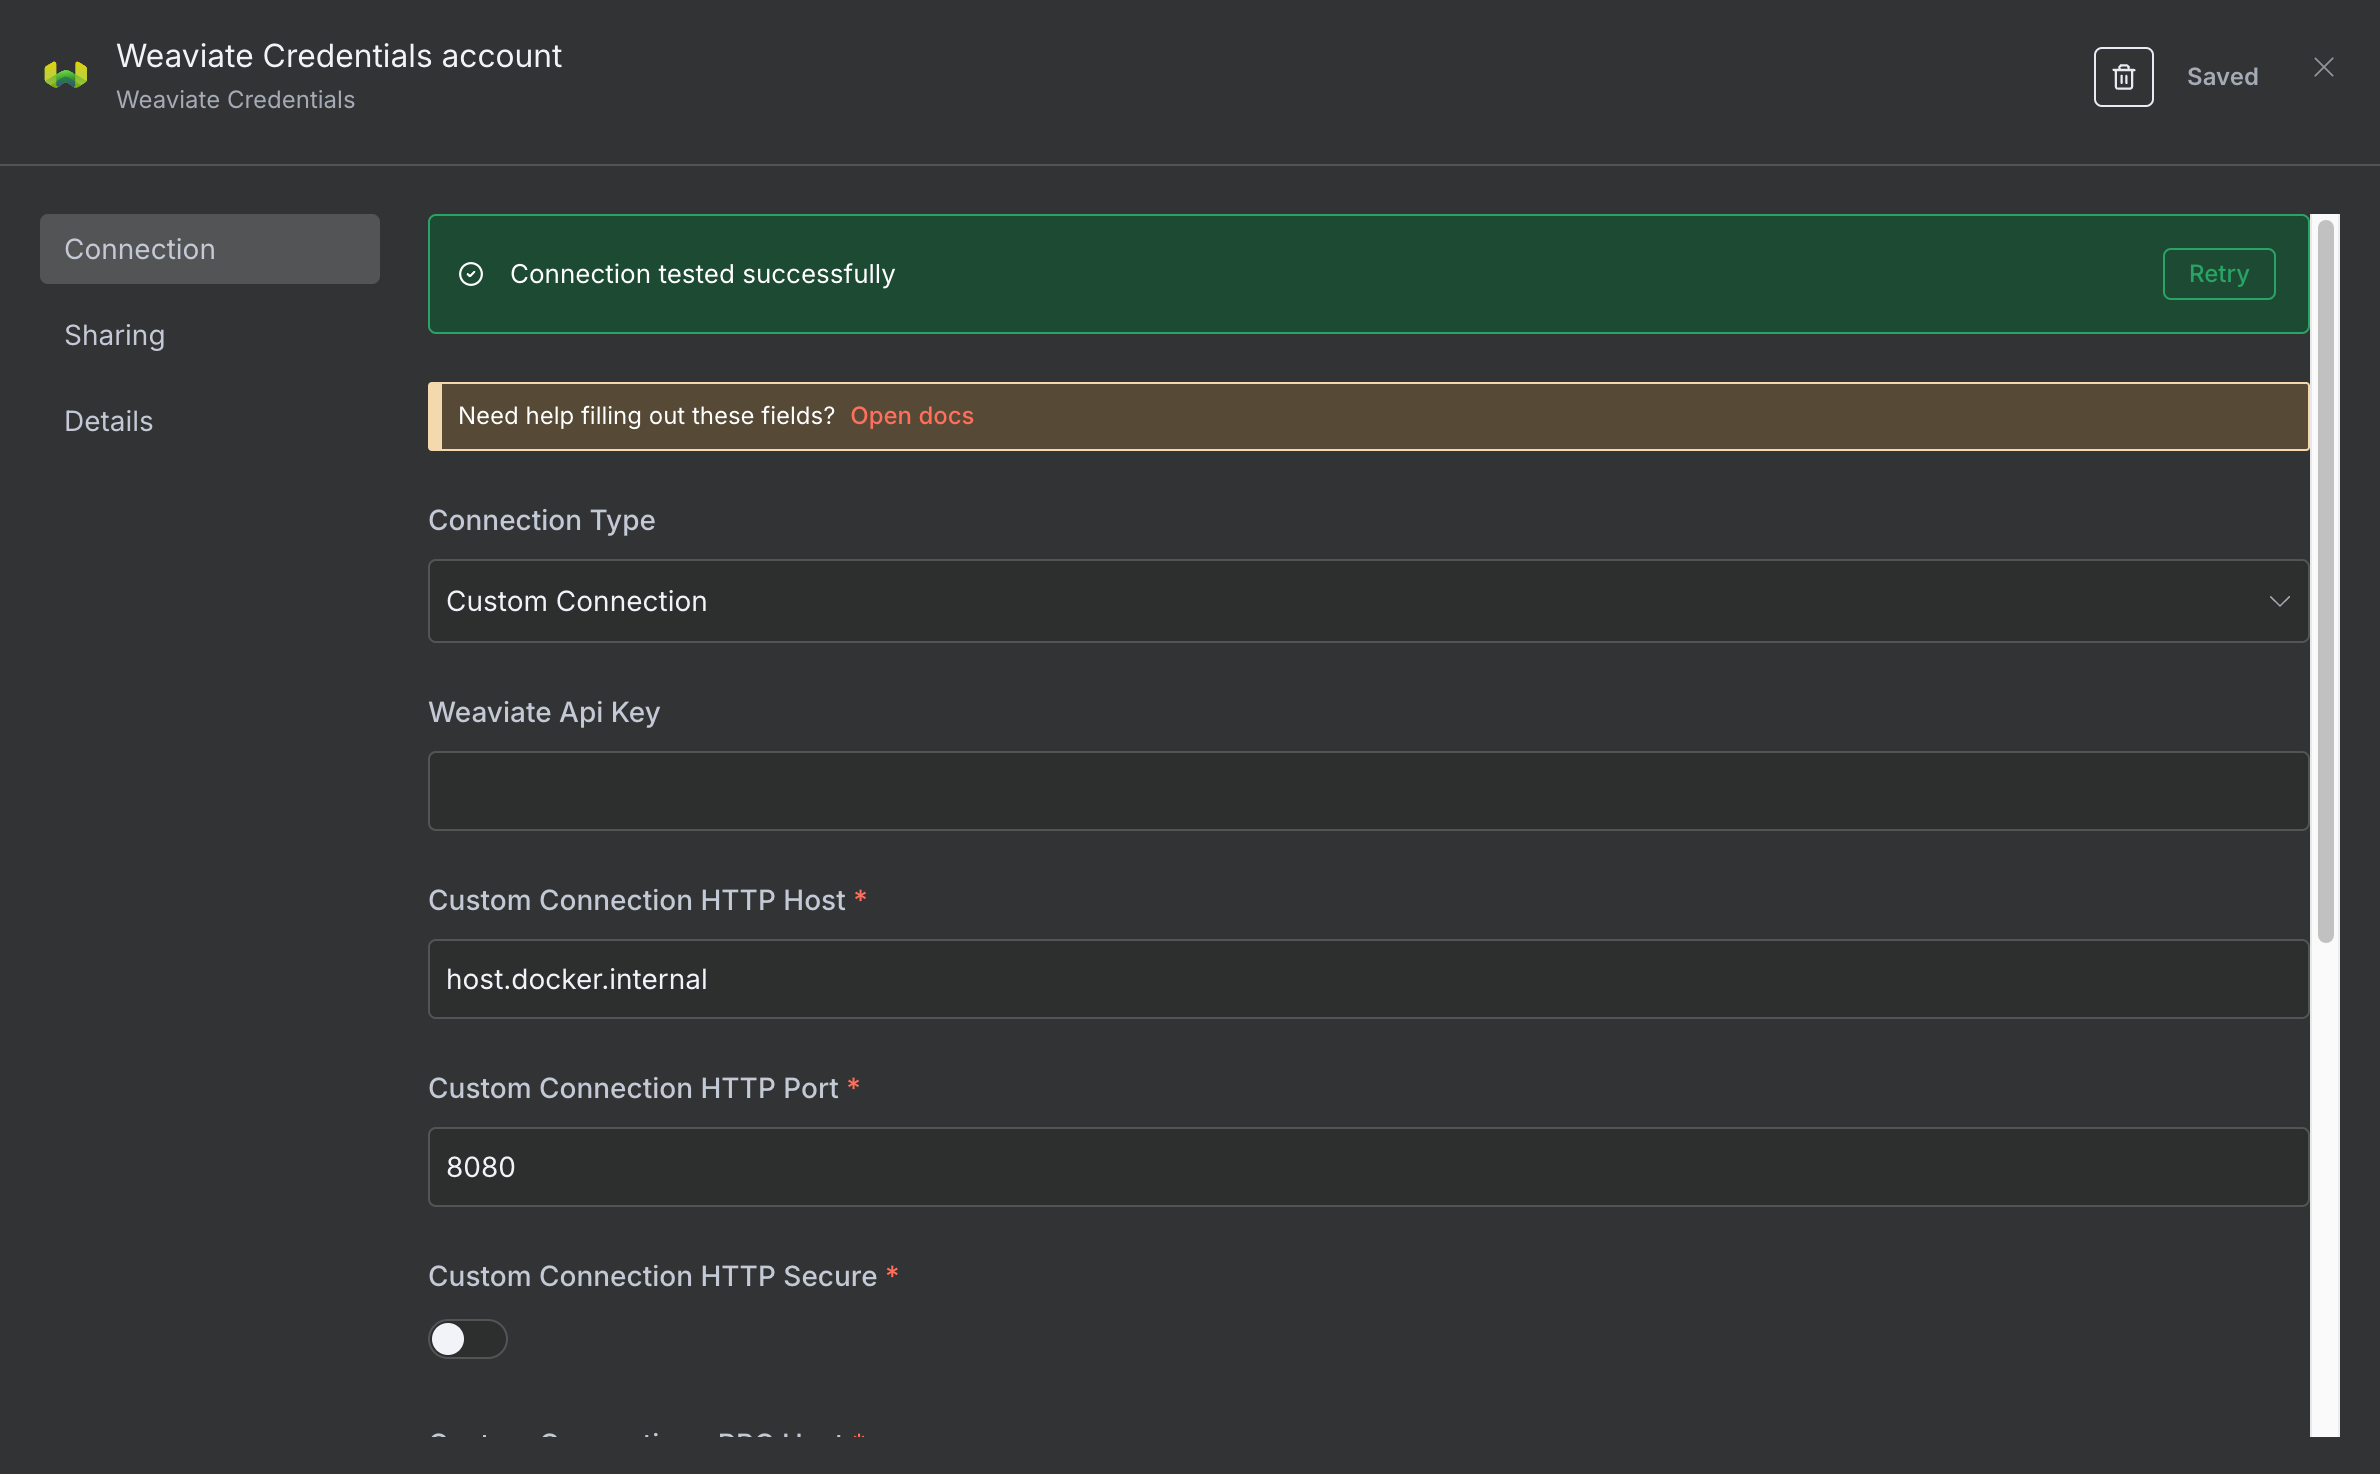 Weaviate Credentials account
Weaviate Credentials
Saved
Connection
Sharing
Details
Connection tested successfully
Retry
Need help filling out these fields? Open docs
Connection Type
Custom Connection
Weaviate Api Key
Custom Connection HTTP Host *
host.docker.internal
Custom Connection HTTP Port *
8080
Custom Connection HTTP Secure *